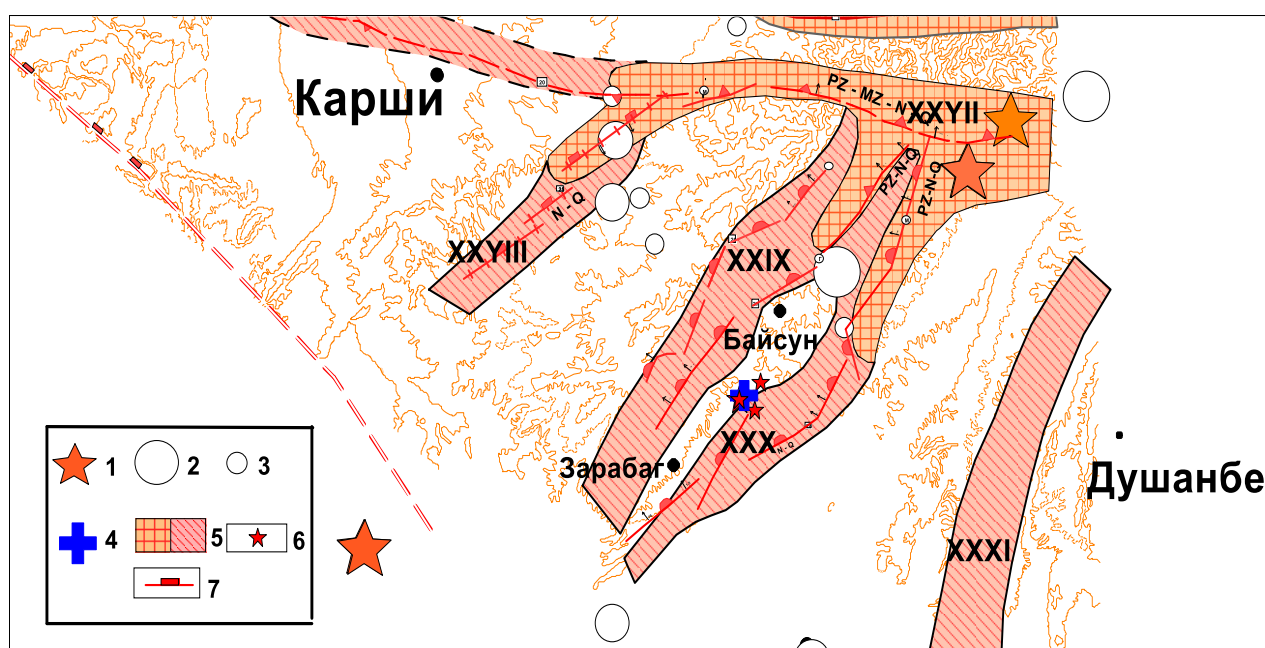 20
Карши
PZ - MZ - N - Q
XXYII
PZ-N-Q
PZ-N-Q
N - Q
XXYIII
XXIX
Байсун
XXX
N - Q
Зарабаг
Душанбе
XXXI
1
2
3
4
5
6
7